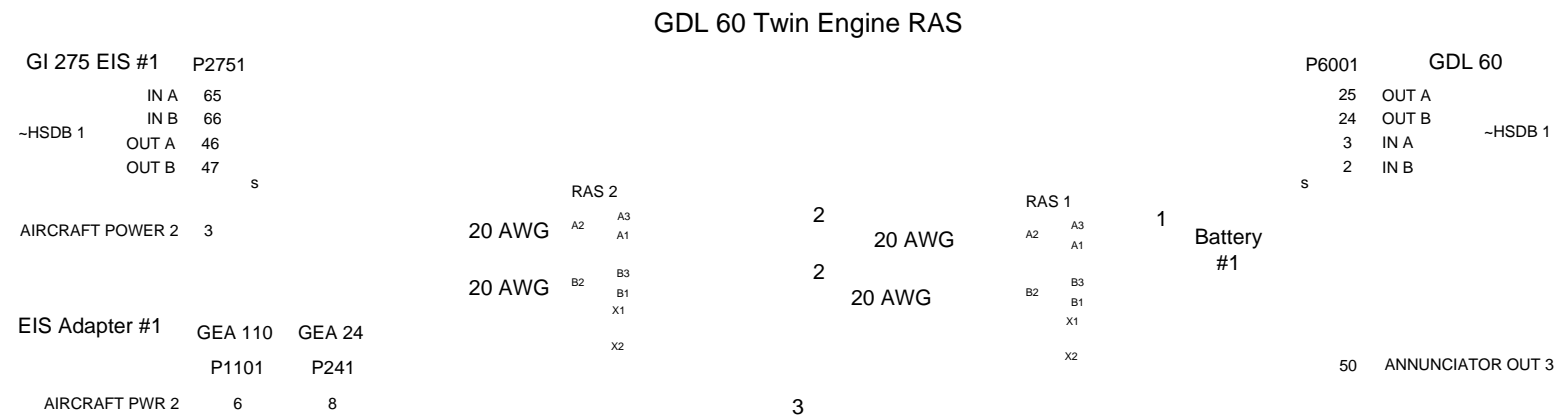 GDL 60 Twin Engine RAS
GI 275 EIS #1 P2751 P6001 GDL 60
IN A 65 25 OUT A
IN B 66 24 OUT B
~HSDB 1 ~HSDB 1
OUT A 46 3 IN A
OUT B 47 2 IN B
s s
RAS 2 RAS 1
AIRCRAFT POWER 2 3 20 AWG A2 A3 2 20 AWG A2 A3 1 Battery
A1 A1
#1
20 AWG B2 B3 2 20 AWG B2 B3
B1 B1
X1 X1
EIS Adapter #1 GEA 110 GEA 24
X2 X2
P1101 P241 50 ANNUNCIATOR OUT 3
AIRCRAFT PWR 2 6 8 3